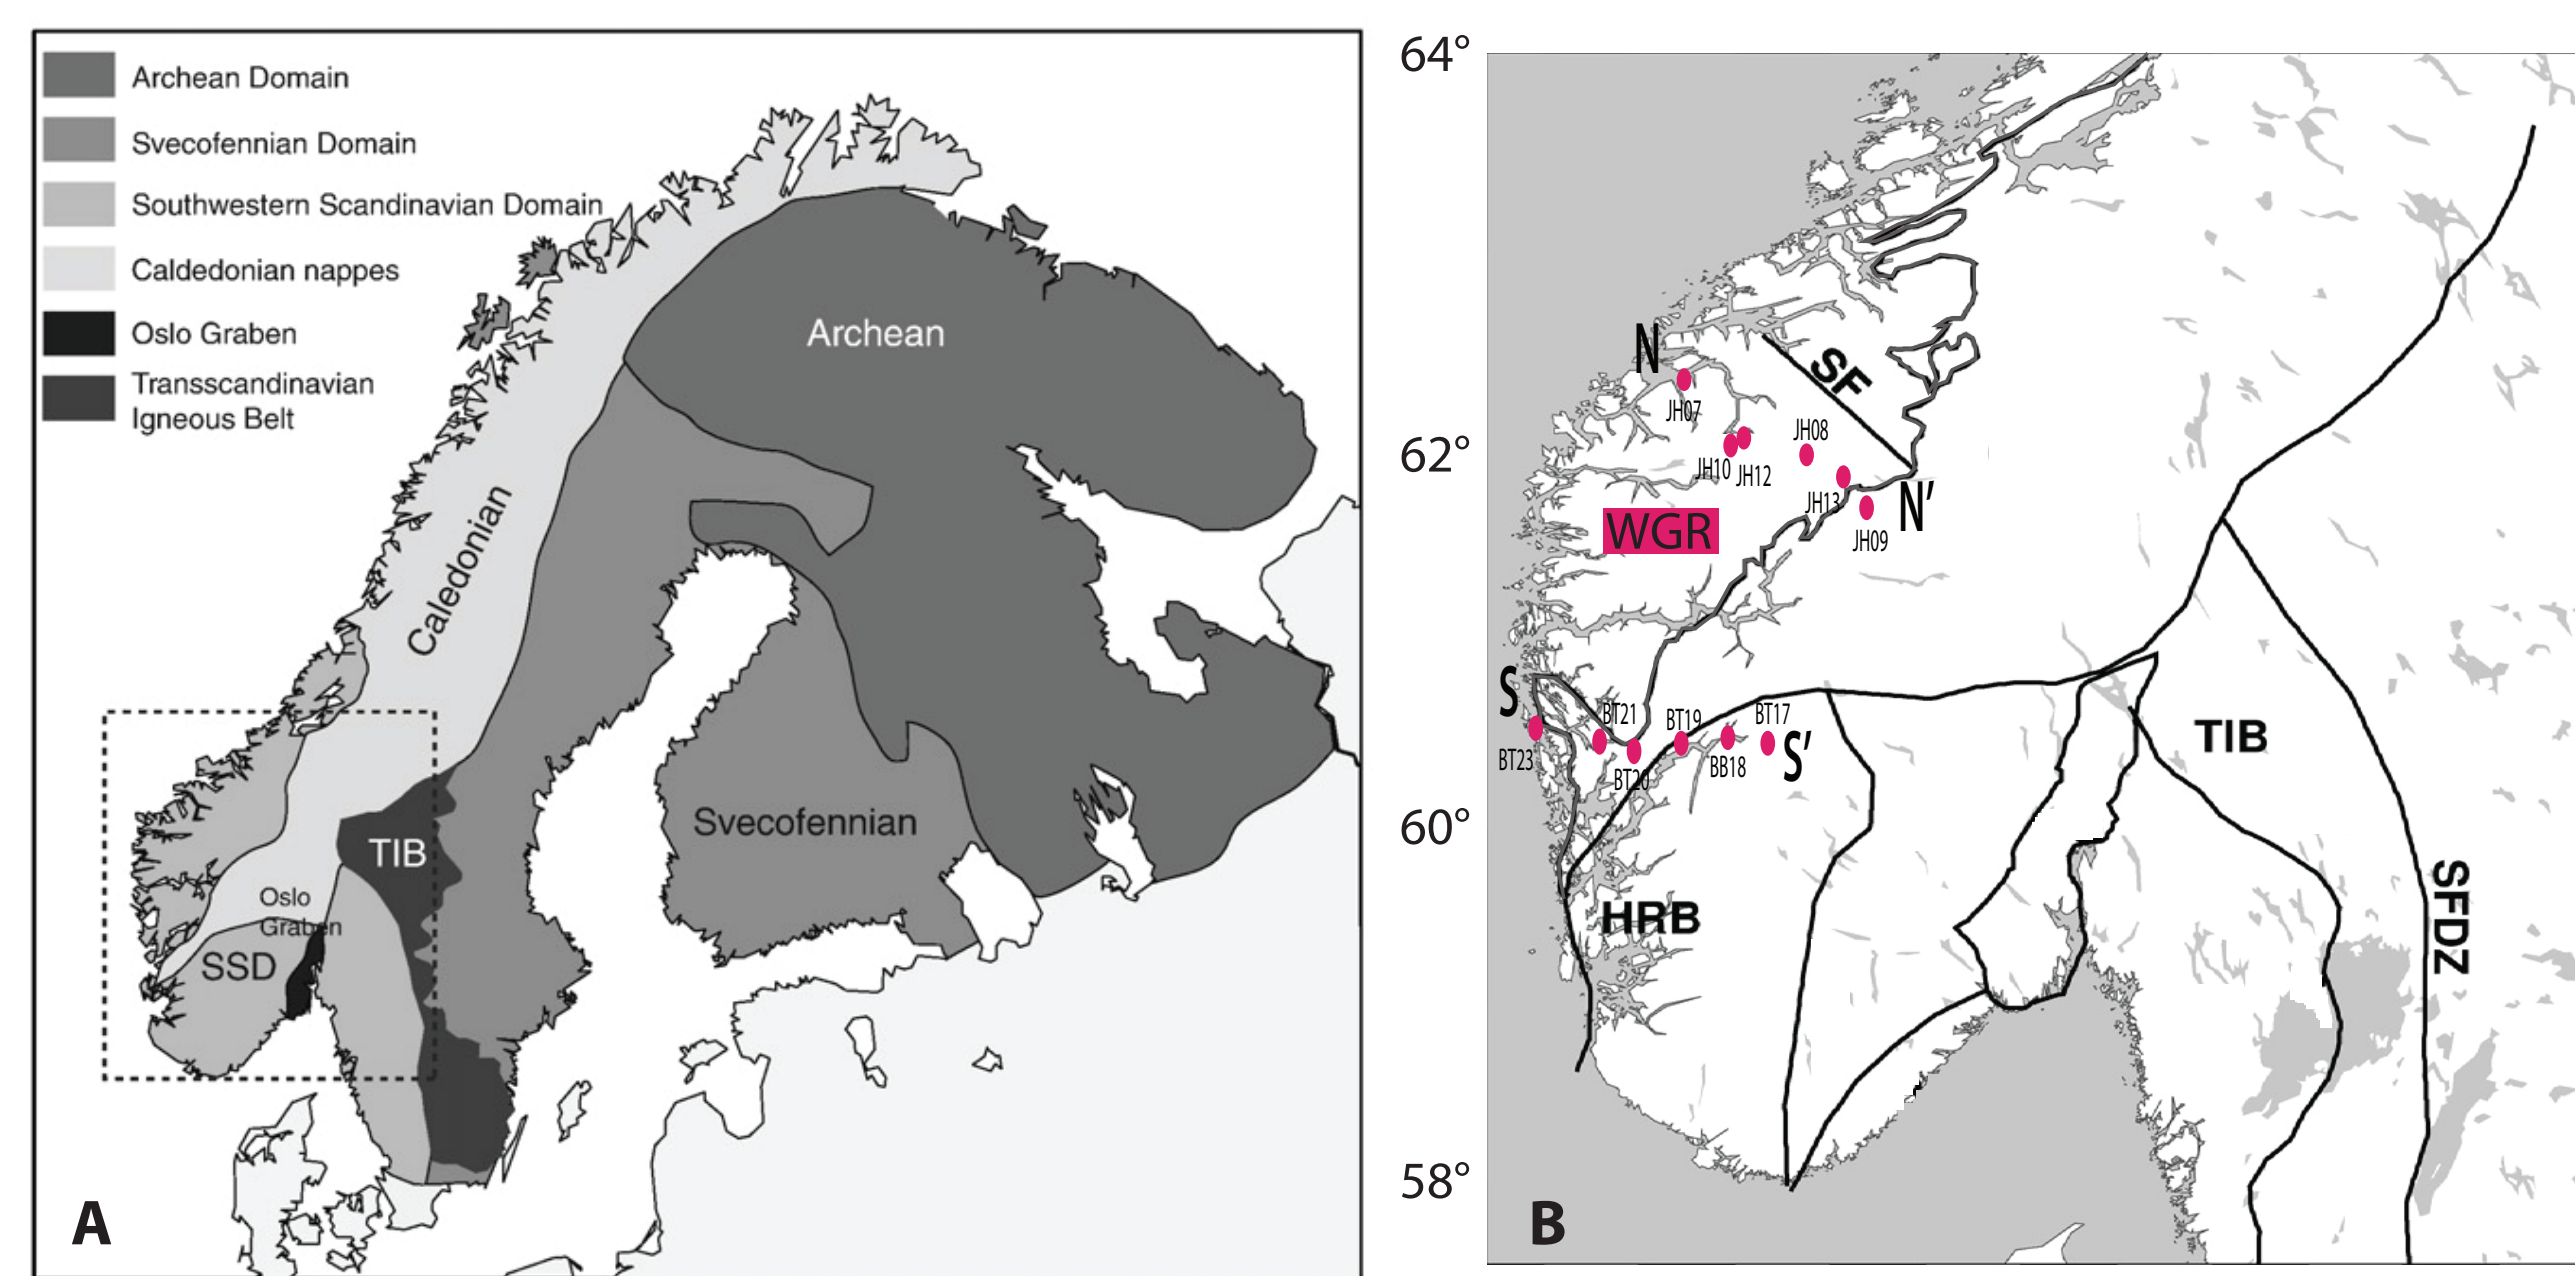 Archean Domain
Svecofennian Domain
Southwestern Scandinavian Domain
Caldedonian nappes
Oslo Graben
Transscandinavian
Igneous Belt
Archean
Caledonian
Svecofennian
TIB
Oslo
Graben
SSD
A
64°
62°
60°
58°
N
JH07
SF
JH08
JH10
JH12
JH13
N'
JH09
WGR
S
BT23
BT21
BT20
BT19
BB18
BT17
S'
TIB
HRB
SFDZ
B